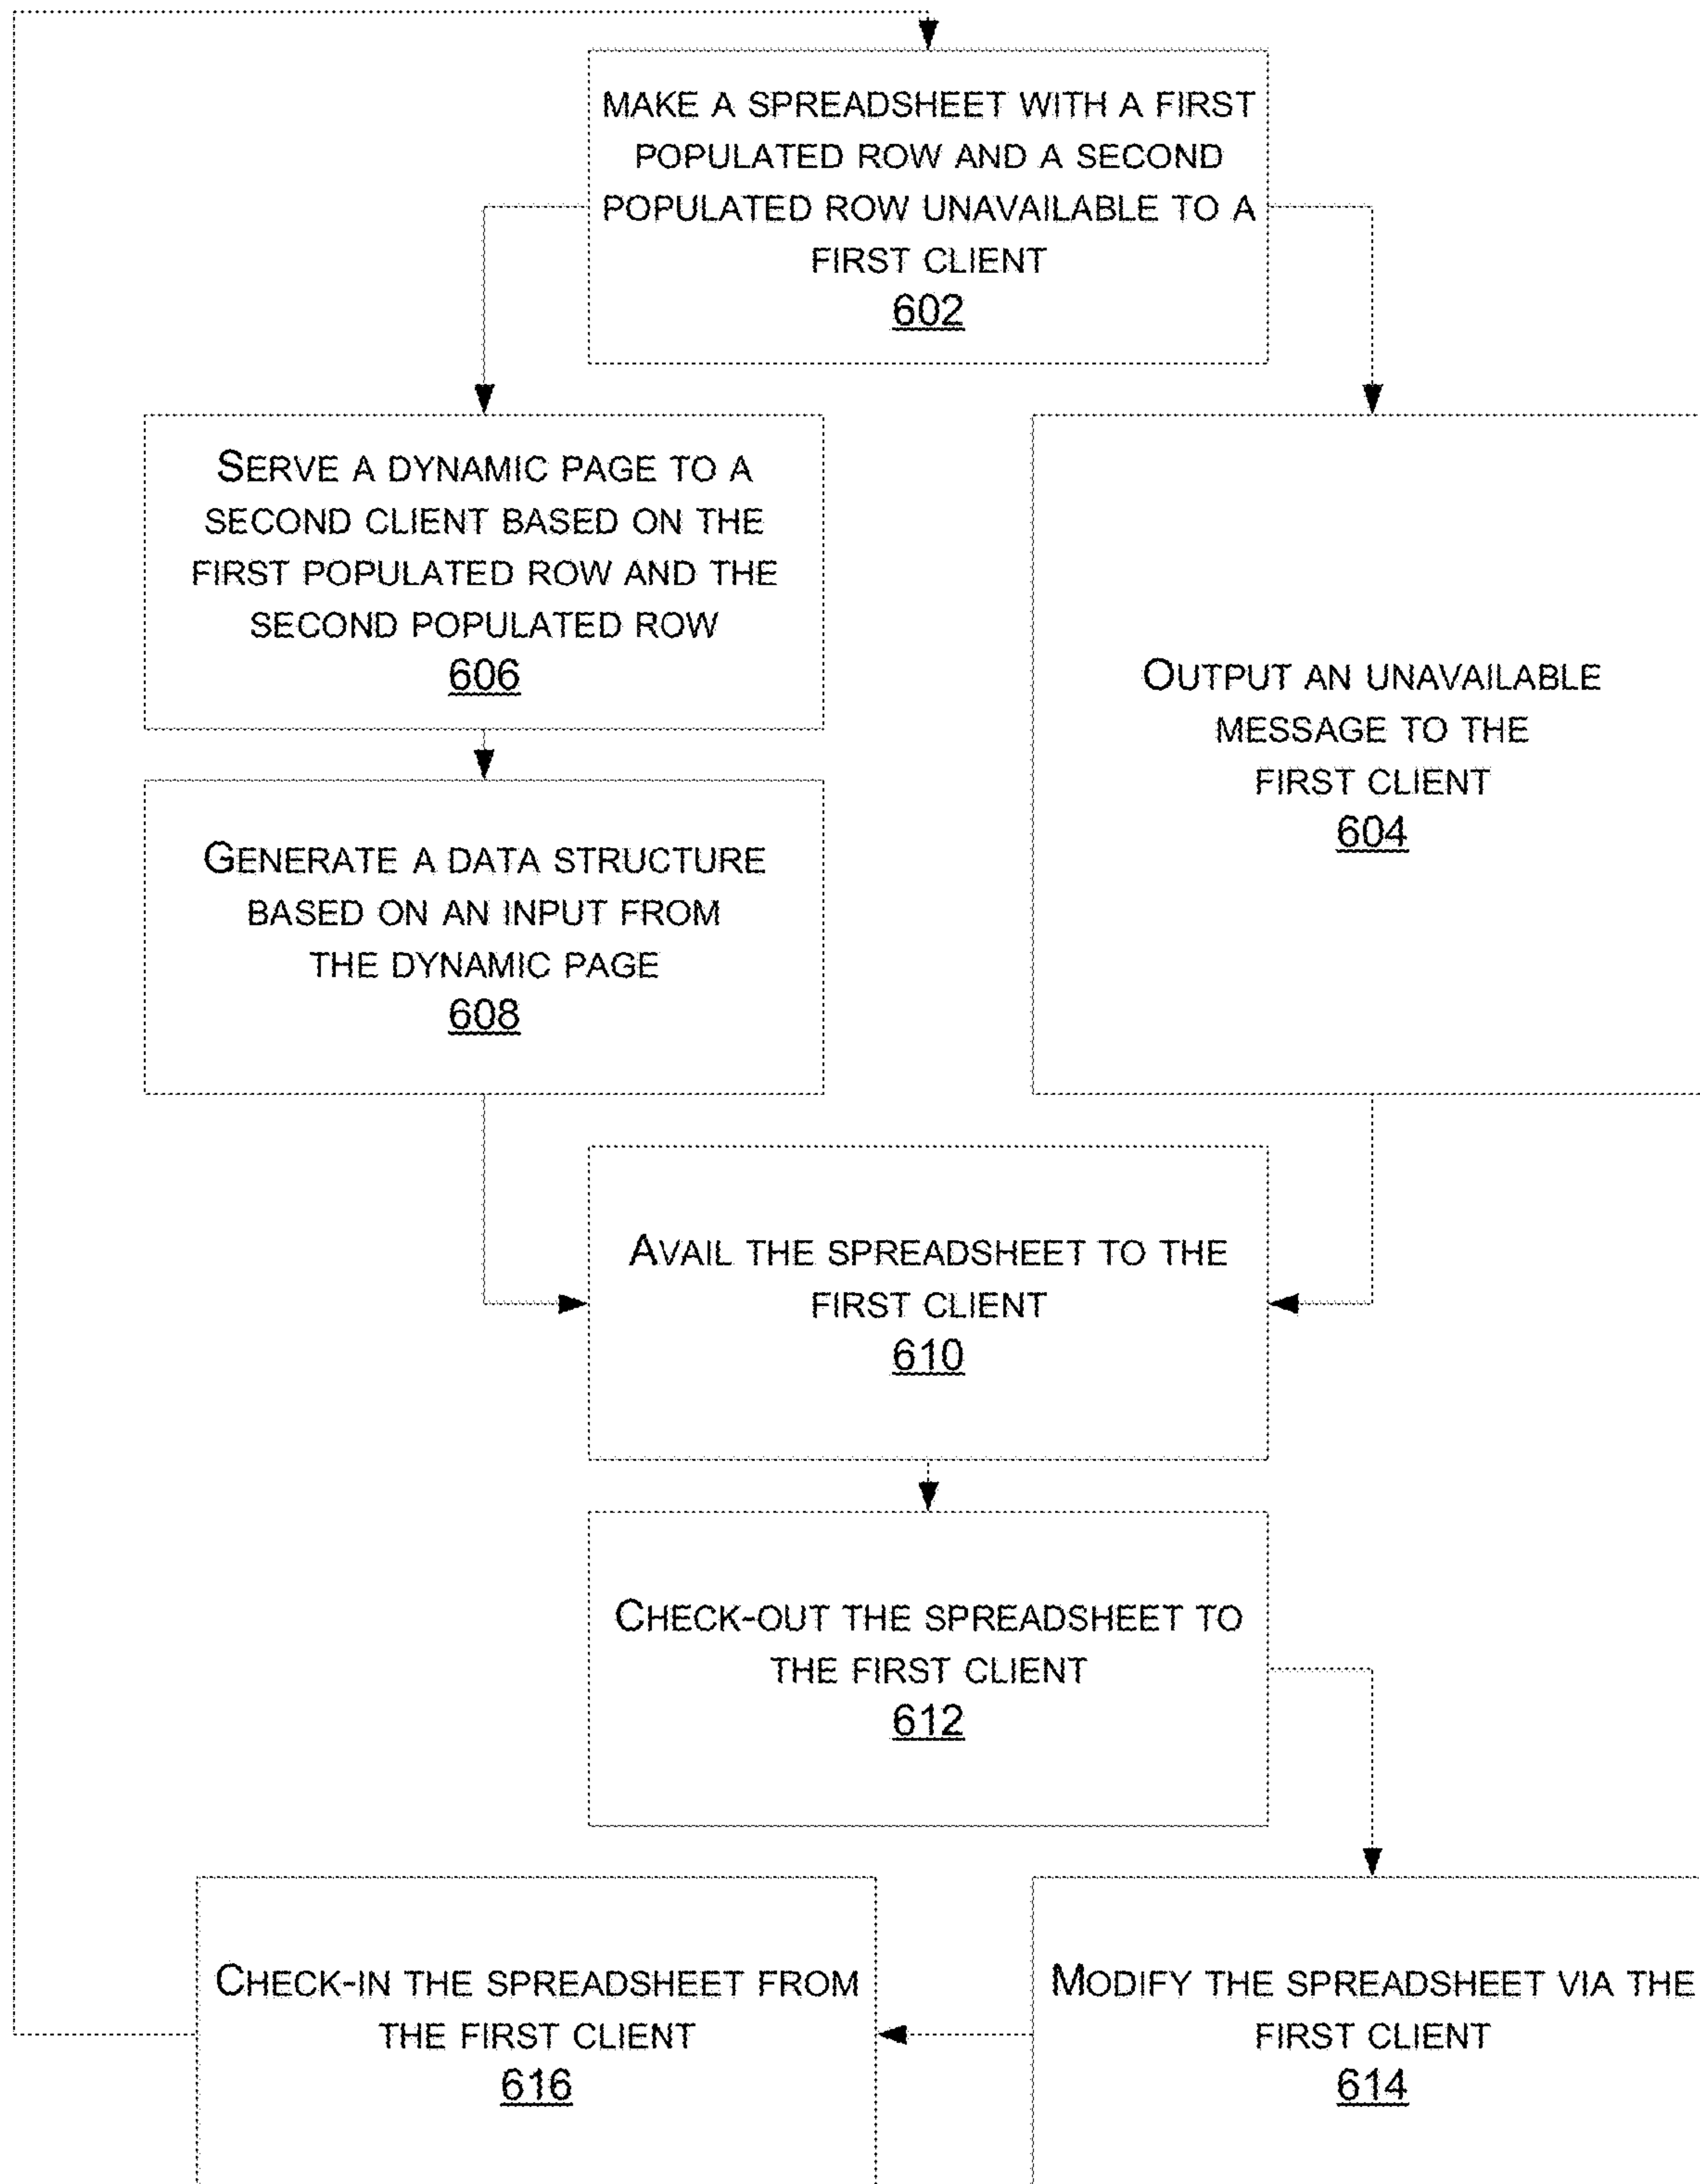 MAKE A SPREADSHEET WITH A FIRST
POPULATED ROW AND A SECOND
POPULATED ROW UNAVAILABLE TO A
FIRST CLIENT
602
SERVE A DYNAMIC PAGE TO A
SECOND CLIENT BASED ON THE
FIRST POPULATED ROW AND THE
SECOND POPULATED ROW
606
OUTPUT AN UNAVAILABLE
MESSAGE TO THE
FIRST CLIENT
604
GENERATE A DATA STRUCTURE
BASED ON AN INPUT FROM
THE DYNAMIC PAGE
608
AVAIL THE SPREADSHEET TO THE
FIRST CLIENT
610
CHECK-OUT THE SPREADSHEET TO
THE FIRST CLIENT
612
MODIFY THE SPREADSHEET VIA THE
FIRST CLIENT
614
CHECK-IN THE SPREADSHEET FROM
THE FIRST CLIENT
616